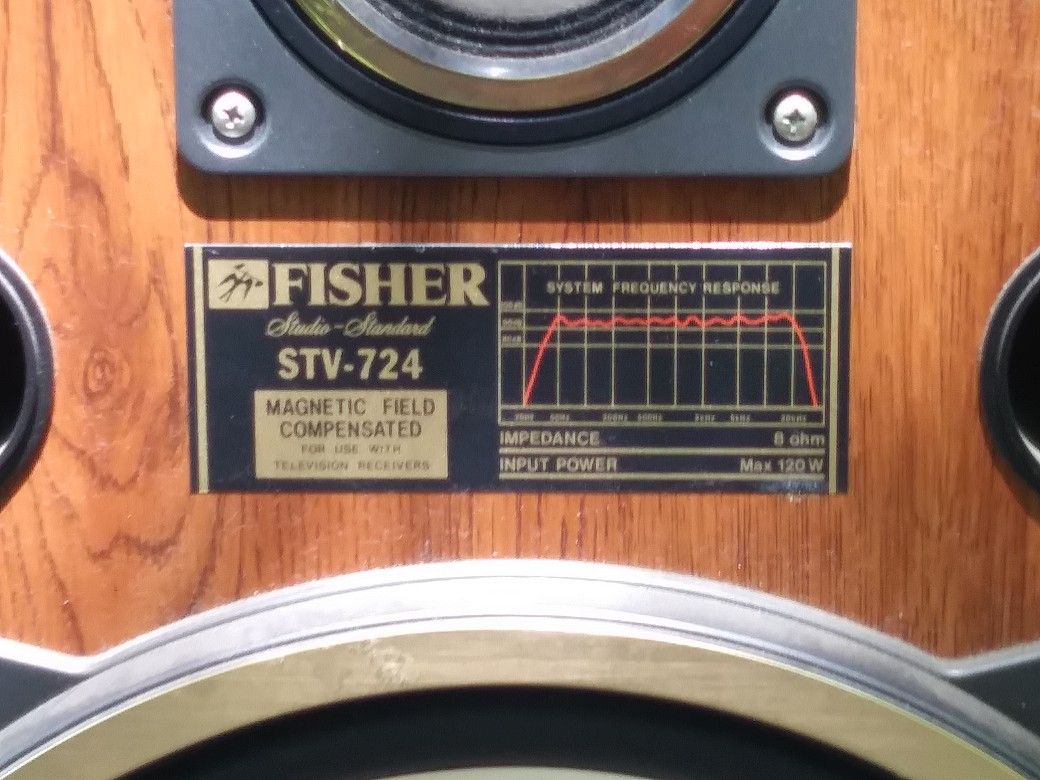 FISHER
Studio-Standard
STV-724
MAGNETIC FIELD
COMPENSATED
FOR USE WITH
TELEVISION RECEIVERS
SYSTEM FREQUENCY RESPONSE
IMPEDANCE 8 ohm
INPUT POWER Max 120 W